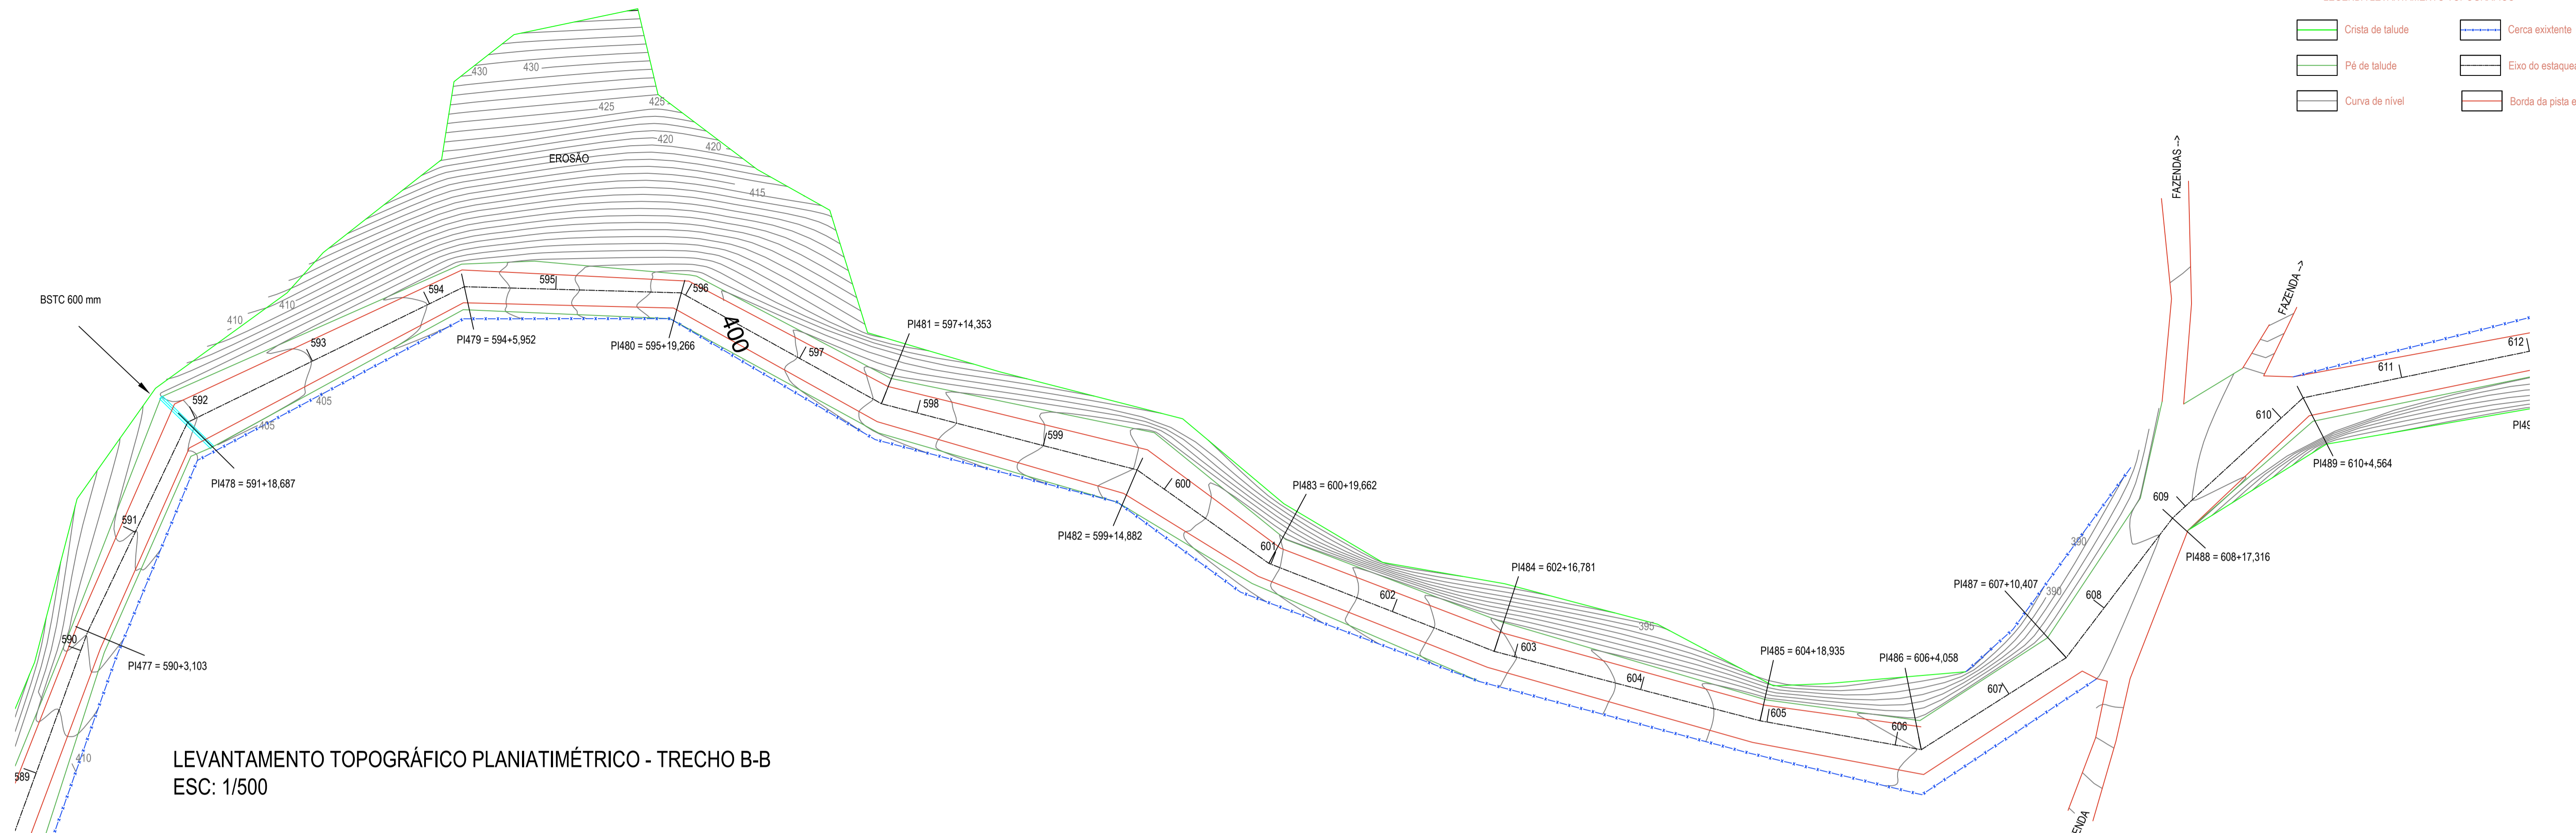 Crista de talude
Cerca exixtente
Pé de talude
Curva de nível
430
430
425
425
420
420
415
EROSÃO
FAZENDAS -->
FAZENDA -->
BSTC 600 mm
410
410
594
595
596
400
593
592
405
405
PI479 = 594+5,952
PI480 = 595+19,266
PI481 = 597+14,353
597
598
599
PI478 = 591+18,687
591
590
PI477 = 590+3,103
589
410
PI482 = 599+14,882
600
PI483 = 600+19,662
601
602
PI484 = 602+16,781
603
604
395
PI485 = 604+18,935
605
PI486 = 606+4,058
606
607
PI487 = 607+10,407
390
390
608
609
PI488 = 608+17,316
610
PI489 = 610+4,564
611
612
LEVANTAMENTO TOPOGRÁFICO PLANIATIMÉTRICO - TRECHO B-B
ESC: 1/500